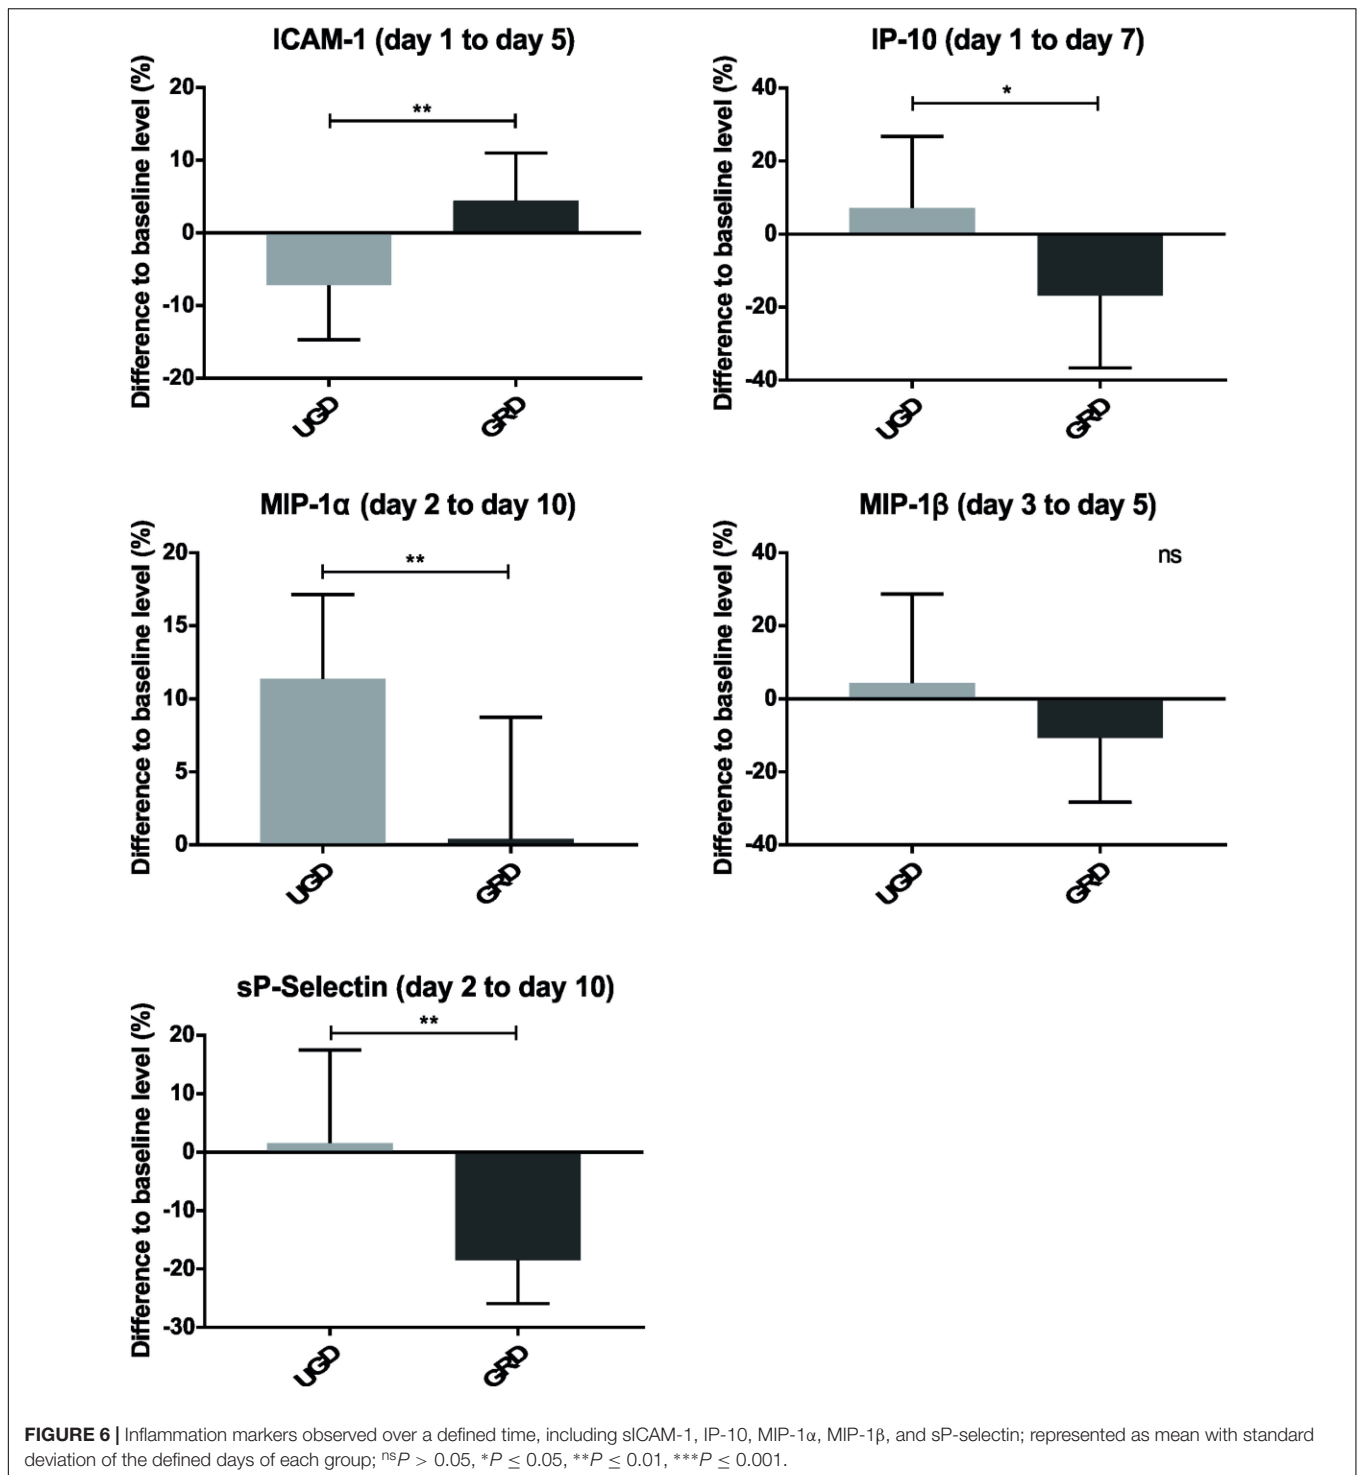 ICAM-1 (day 1 to day 5)
Difference to baseline level (%)
20
**
10
0
-10
-20
UGD
GRD
IP-10 (day 1 to day 7)
Difference to baseline level (%)
40
*
20
0
-20
-40
UGD
GRD
MIP-1α (day 2 to day 10)
Difference to baseline level (%)
20
**
15
10
5
0
UGD
GRD
MIP-1β (day 3 to day 5)
Difference to baseline level (%)
40
ns
20
0
-20
-40
UGD
GRD
sP-Selectin (day 2 to day 10)
Difference to baseline level (%)
20
**
10
0
-10
-20
-30
UGD
GRD
FIGURE 6 | Inflammation markers observed over a defined time, including sICAM-1, IP-10, MIP-1α, MIP-1β, and sP-selectin; represented as mean with standard
deviation of the defined days of each group; nsP > 0.05, *P ≤ 0.05, **P ≤ 0.01, ***P ≤ 0.001.